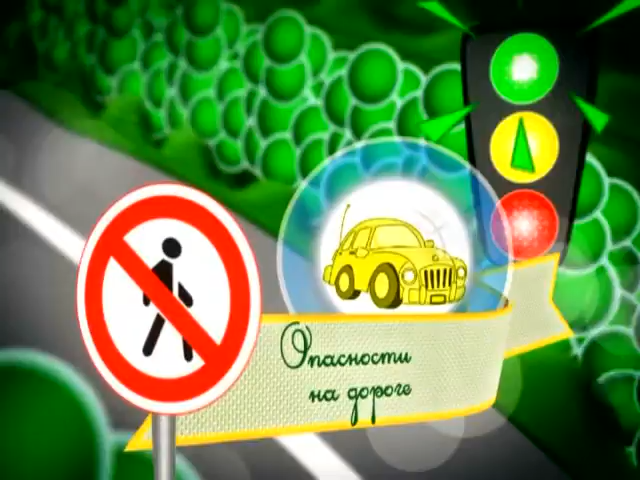 Опасности
на дороге